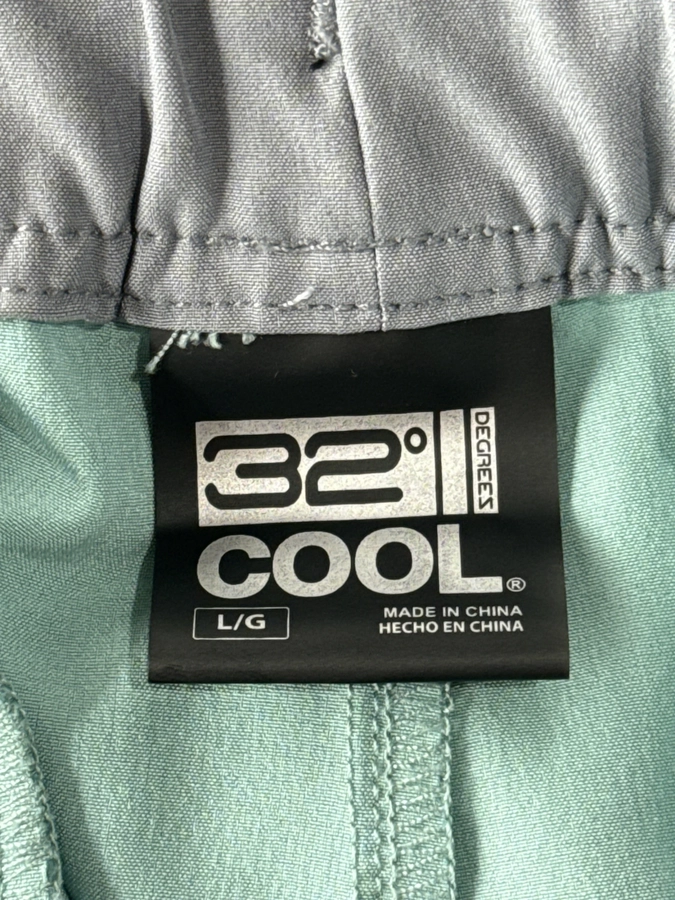 32° DEGREES
COOL®
L/G
MADE IN CHINA
HECHO EN CHINA